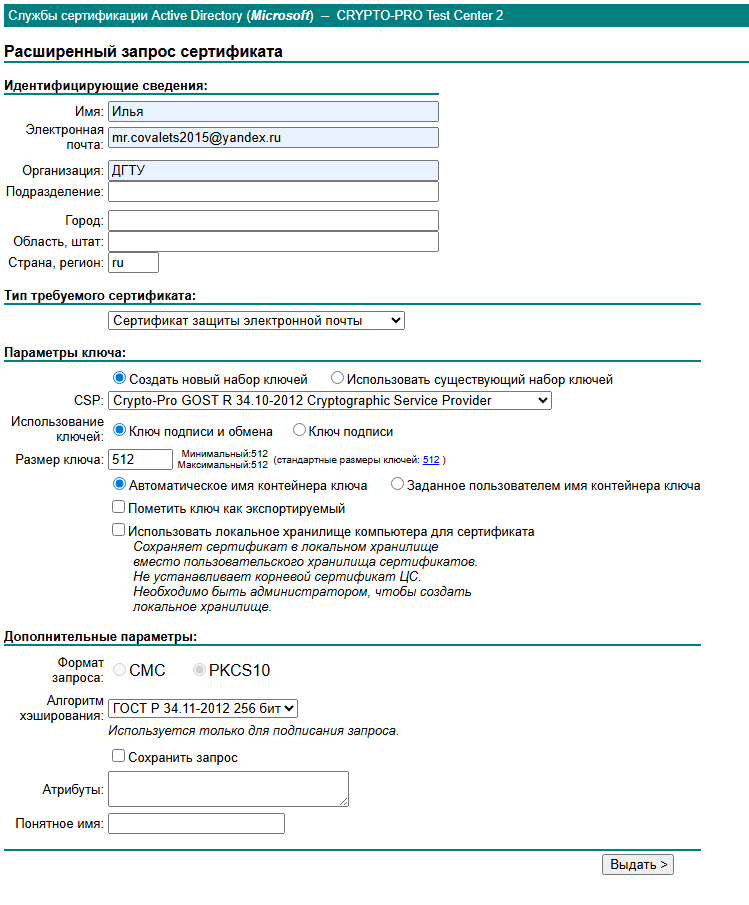 Службы сертификации Active Directory (Microsoft) -- CRYPTO-PRO Test Center 2
Расширенный запрос сертификата
Идентифицирующие сведения:
Имя: Илья
Электронная
почта: mr.covalets2015@yandex.ru
Организация: ДГТУ
Подразделение:
Город:
Область, штат:
Страна, регион: ru
Тип требуемого сертификата:
Сертификат защиты электронной почты
Параметры ключа:
Создать новый набор ключей Использовать существующий набор ключей
CSP: Crypto-Pro GOST R 34.10-2012 Cryptographic Service Provider
Использование
ключей: Ключ подписи и обмена Ключ подписи
Размер ключа: 512 Минимальный:512
Максимальный:512 (стандартные размеры ключей: 512 )
Автоматическое имя контейнера ключа Заданное пользователем имя контейнера ключа
Пометить ключ как экспортируемый
Использовать локальное хранилище компьютера для сертификата
Сохраняет сертификат в локальном хранилище
вместо пользовательского хранилища сертификатов.
Не устанавливает корневой сертификат ЦС.
Необходимо быть администратором, чтобы создать
локальное хранилище.
Дополнительные параметры:
Формат
запроса: CMC PKCS10
Алгоритм
хэширования: ГОСТ Р 34.11-2012 256 бит
Используется только для подписания запроса.
Сохранить запрос
Атрибуты:
Понятное имя:
Выдать >